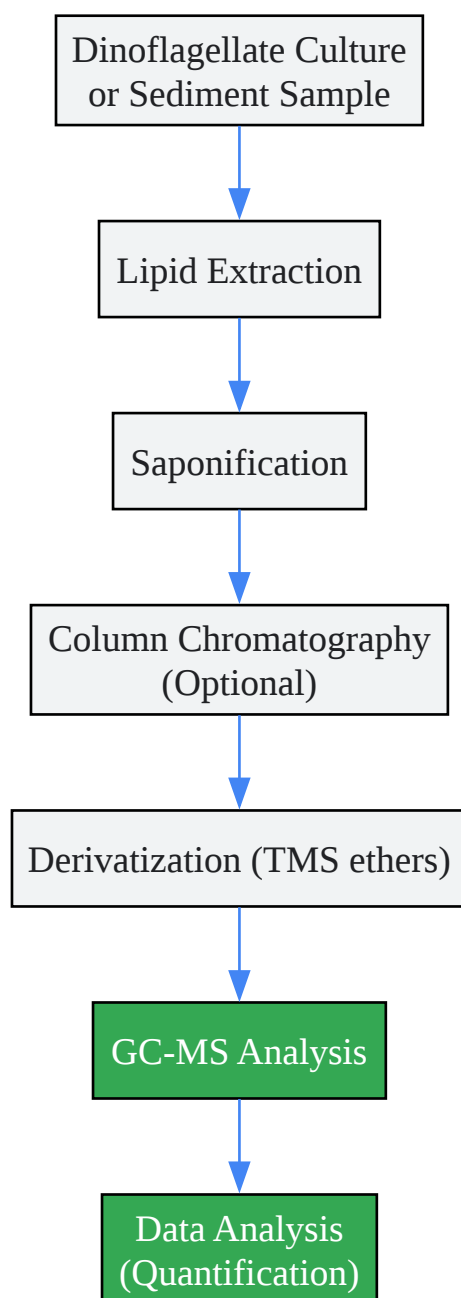 Dinoflagellate Culture
or Sediment Sample
Lipid Extraction
Saponification
Column Chromatography
(Optional)
Derivatization (TMS ethers)
GC-MS Analysis
Data Analysis
(Quantification)